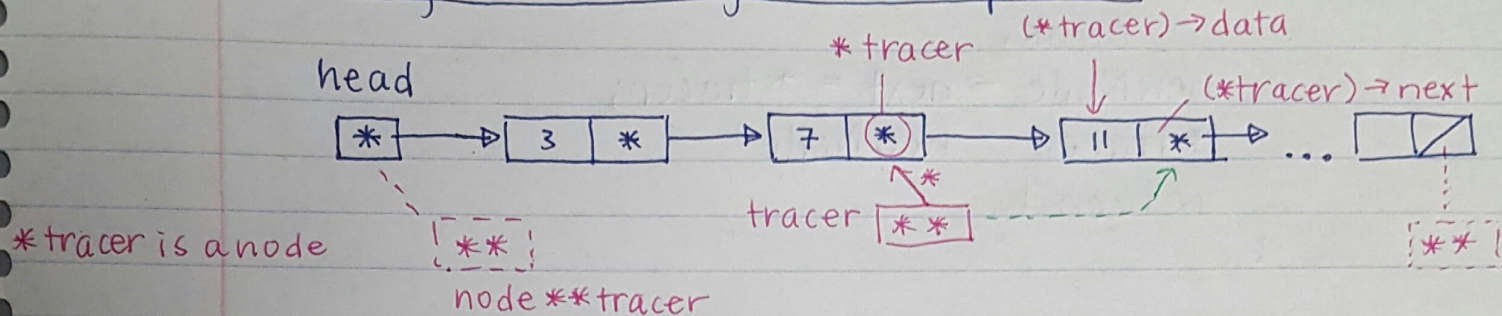 (*tracer)→data
*tracer
head
(*tracer)→next
* 3 * 7 * 11 * ...
*
tracer **
*tracer is a node
** **
node **tracer